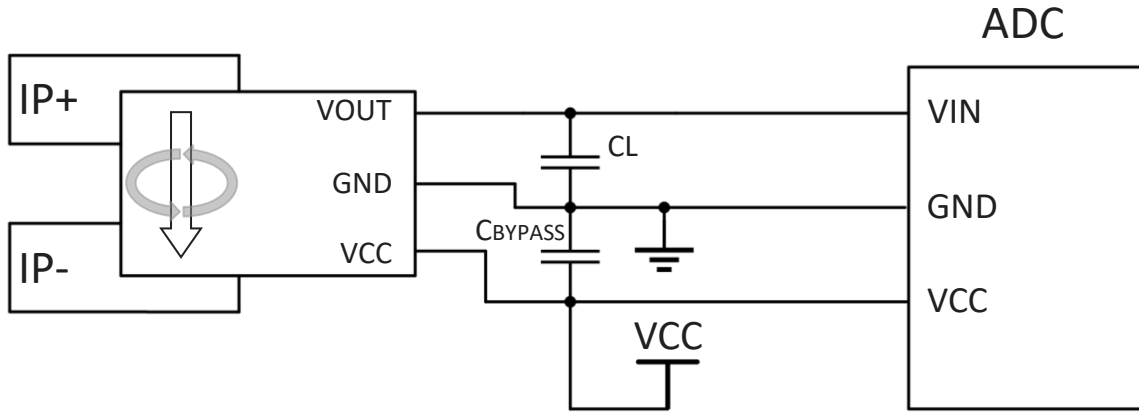 ADC
IP+
VOUT
VIN
CL
GND
GND
CBYPASS
VCC
IP-
VCC
VCC